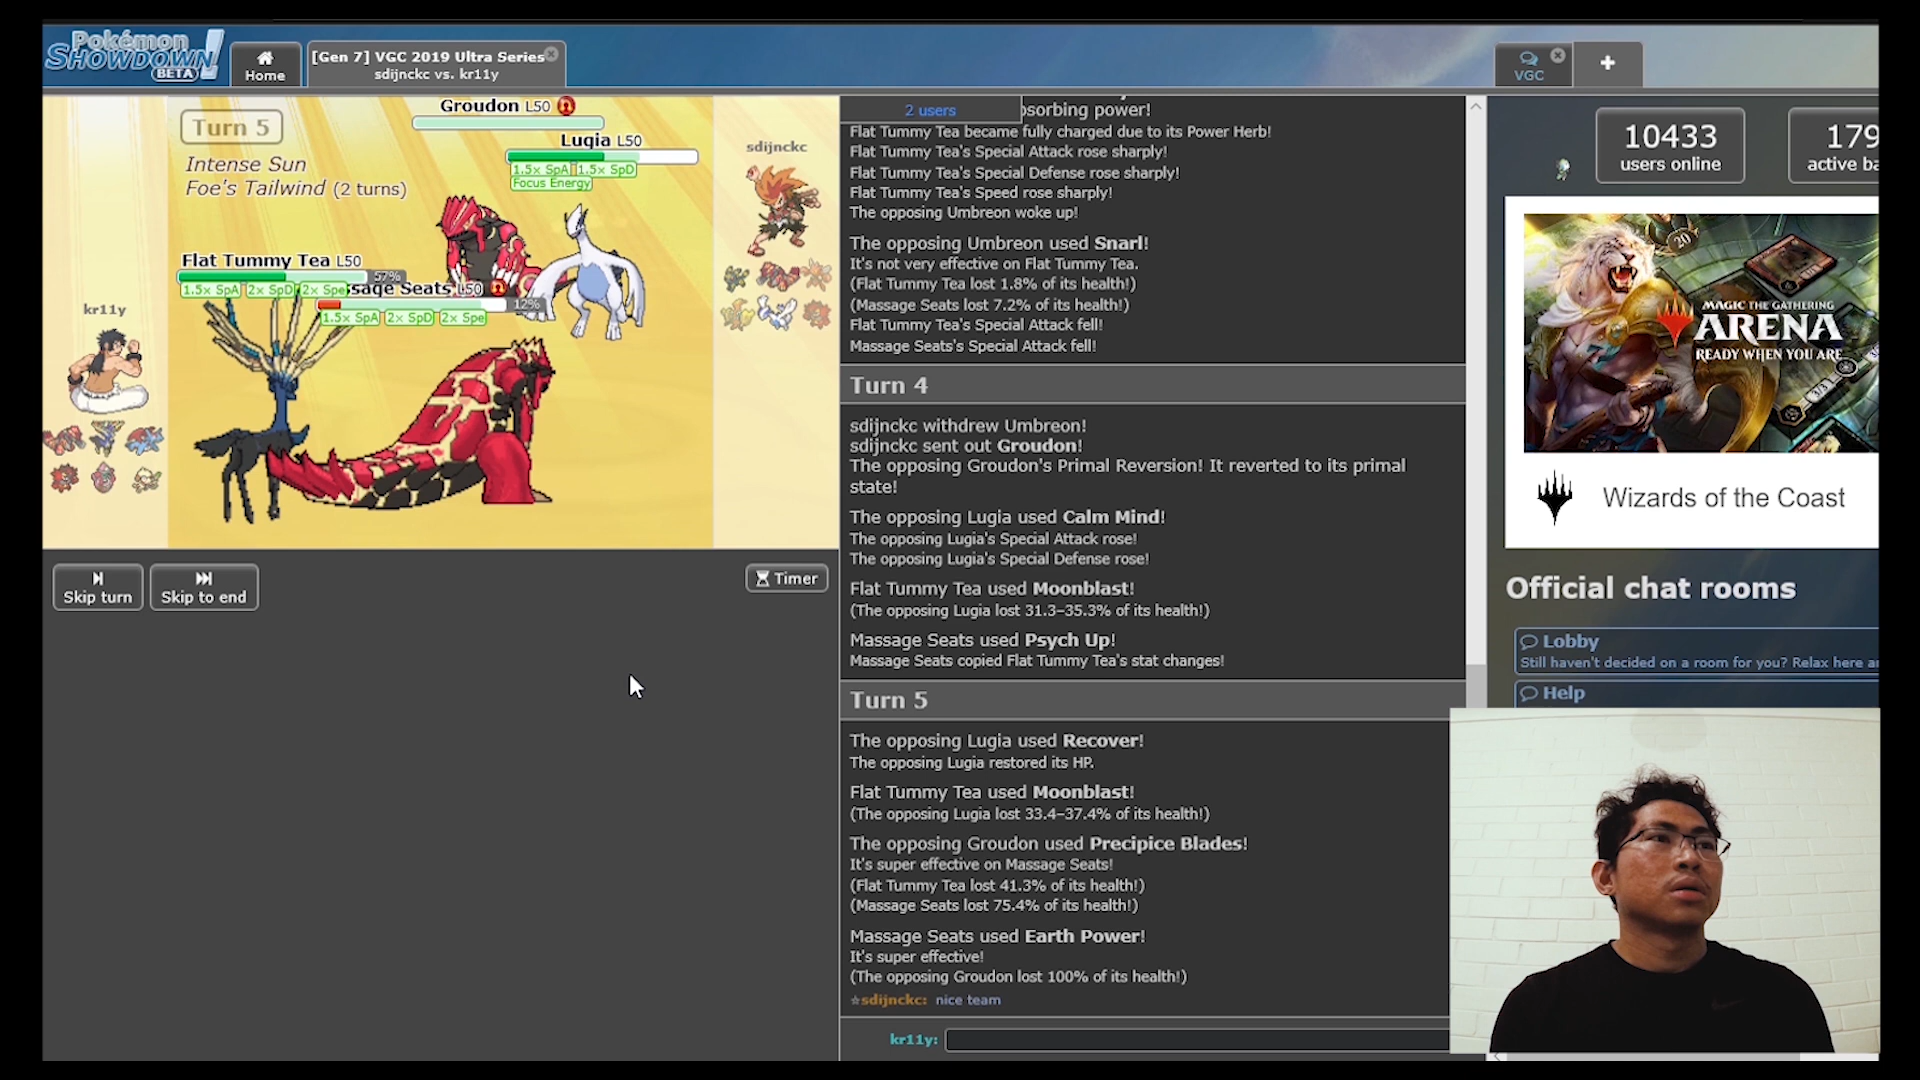 Pokémon
SHOWDOWN!
BETA
Home
[Gen 7] VGC 2019 Ultra Series
sdijnckc vs. kr11y
VGC
Turn 5
Intense Sun
Foe's Tailwind (2 turns)
Groudon L50
Lugia L50
1.5× SpA 1.5× SpD
Focus Energy
Flat Tummy Tea L50
57%
1.5× SpA 2× SpD 2× Spe
ssage Seats L50
12%
1.5× SpA 2× SpD 2× Spe
kr11y
sdijnckc
Skip turn
Skip to end
Timer
2 users
bsorbing power!
Flat Tummy Tea became fully charged due to its Power Herb!
Flat Tummy Tea's Special Attack rose sharply!
Flat Tummy Tea's Special Defense rose sharply!
Flat Tummy Tea's Speed rose sharply!
The opposing Umbreon woke up!
The opposing Umbreon used Snarl!
It's not very effective on Flat Tummy Tea.
(Flat Tummy Tea lost 1.8% of its health!)
(Massage Seats lost 7.2% of its health!)
Flat Tummy Tea's Special Attack fell!
Massage Seats's Special Attack fell!
Turn 4
sdijnckc withdrew Umbreon!
sdijnckc sent out Groudon!
The opposing Groudon's Primal Reversion! It reverted to its primal
state!
The opposing Lugia used Calm Mind!
The opposing Lugia's Special Attack rose!
The opposing Lugia's Special Defense rose!
Flat Tummy Tea used Moonblast!
(The opposing Lugia lost 31.3–35.3% of its health!)
Massage Seats used Psych Up!
Massage Seats copied Flat Tummy Tea's stat changes!
Turn 5
The opposing Lugia used Recover!
The opposing Lugia restored its HP.
Flat Tummy Tea used Moonblast!
(The opposing Lugia lost 33.4–37.4% of its health!)
The opposing Groudon used Precipice Blades!
It's super effective on Massage Seats!
(Flat Tummy Tea lost 41.3% of its health!)
(Massage Seats lost 75.4% of its health!)
Massage Seats used Earth Power!
It's super effective!
(The opposing Groudon lost 100% of its health!)
☆sdijnckc: nice team
kr11y:
10433
users online
179
active ba
20
MAGIC THE GATHERING
ARENA
READY WHEN YOU ARE
3/3
Wizards of the Coast
Official chat rooms
Lobby
Still haven't decided on a room for you? Relax here a
Help